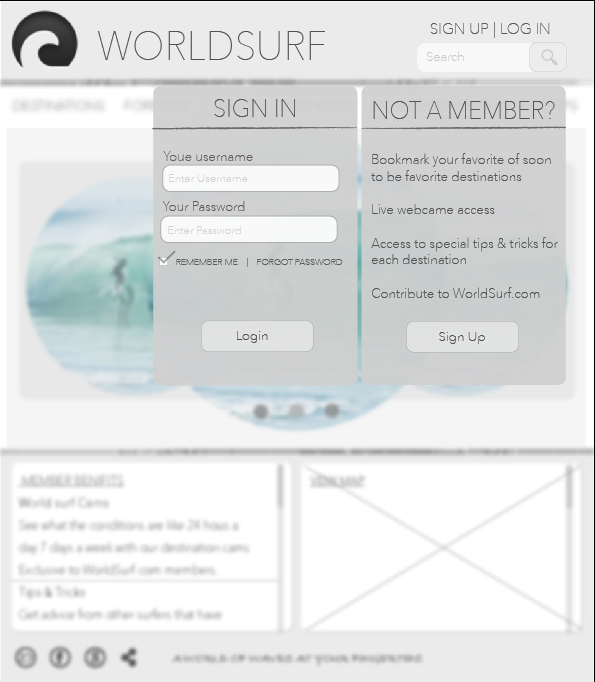 WORLDSURF
SIGN UP | LOG IN
Search
DESTINATIONS
SIGN IN
Youe username
Enter Username
Your Password
Enter Password
REMEMBER ME | FORGOT PASSWORD
Login
NOT A MEMBER?
Bookmark your favorite of soon
to be favorite destinations
Live webcame access
Access to special tips & tricks for
each destination
Contribute to WorldSurf.com
Sign Up
MEMBER BENIFITS
World surf Cams
See what the conditions are like 24 hous a
day 7 days a week with our destination cams
Exclusive to WorldSurf.com members.
Tips & Tricks
Get advice from other surfers that have
VIEW MAP
A WORLD OF WAVES AT YOUR FINGERTIPS